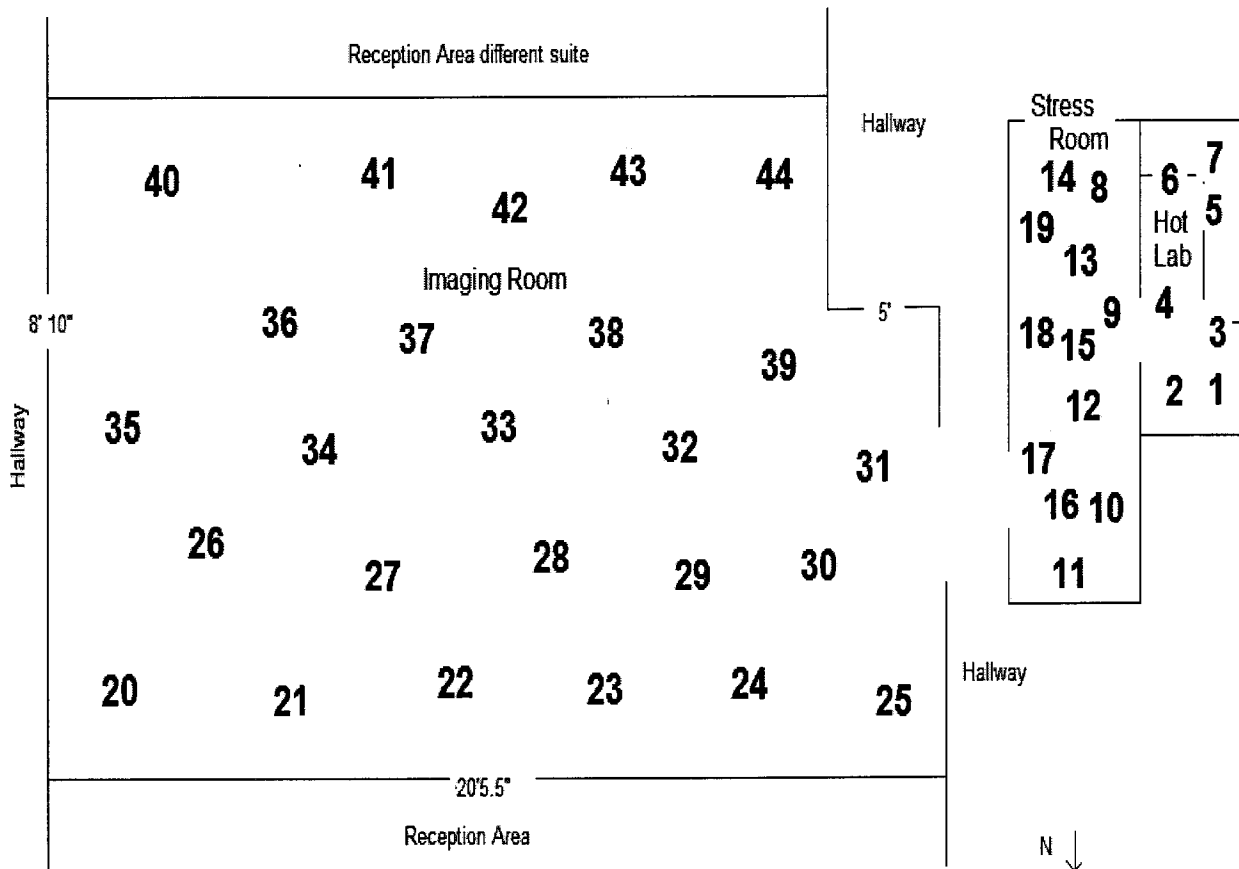 Reception Area different suite
Hallway
Stress
Room
40 41 42 43 44
14 8 6 7
19 5
Hot
Lab
13
Imaging Room
8' 10"
36 37 38 5'
39
18 15 9 4 3
12 2 1
Hallway
35 34 33 32 31
17
16 10
26 27 28 29 30
11
20 21 22 23 24 25
Hallway
20'5.5"
Reception Area
N